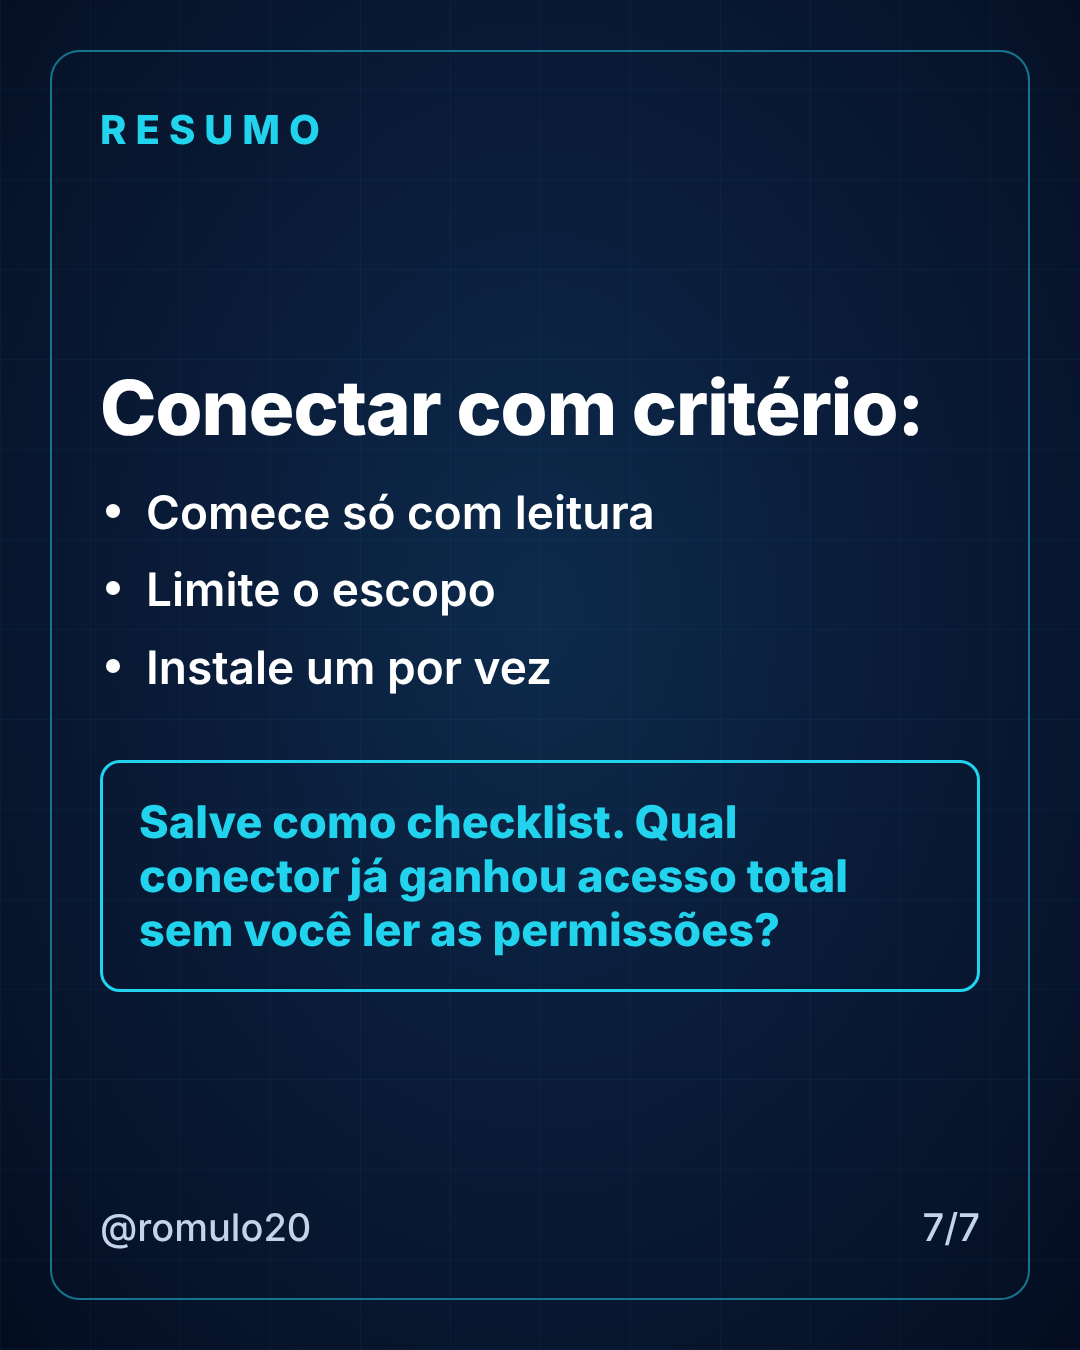 RESUMO
Conectar com critério:
• Comece só com leitura
• Limite o escopo
• Instale um por vez
Salve como checklist. Qual
conector já ganhou acesso total
sem você ler as permissões?
@romulo20
7/7